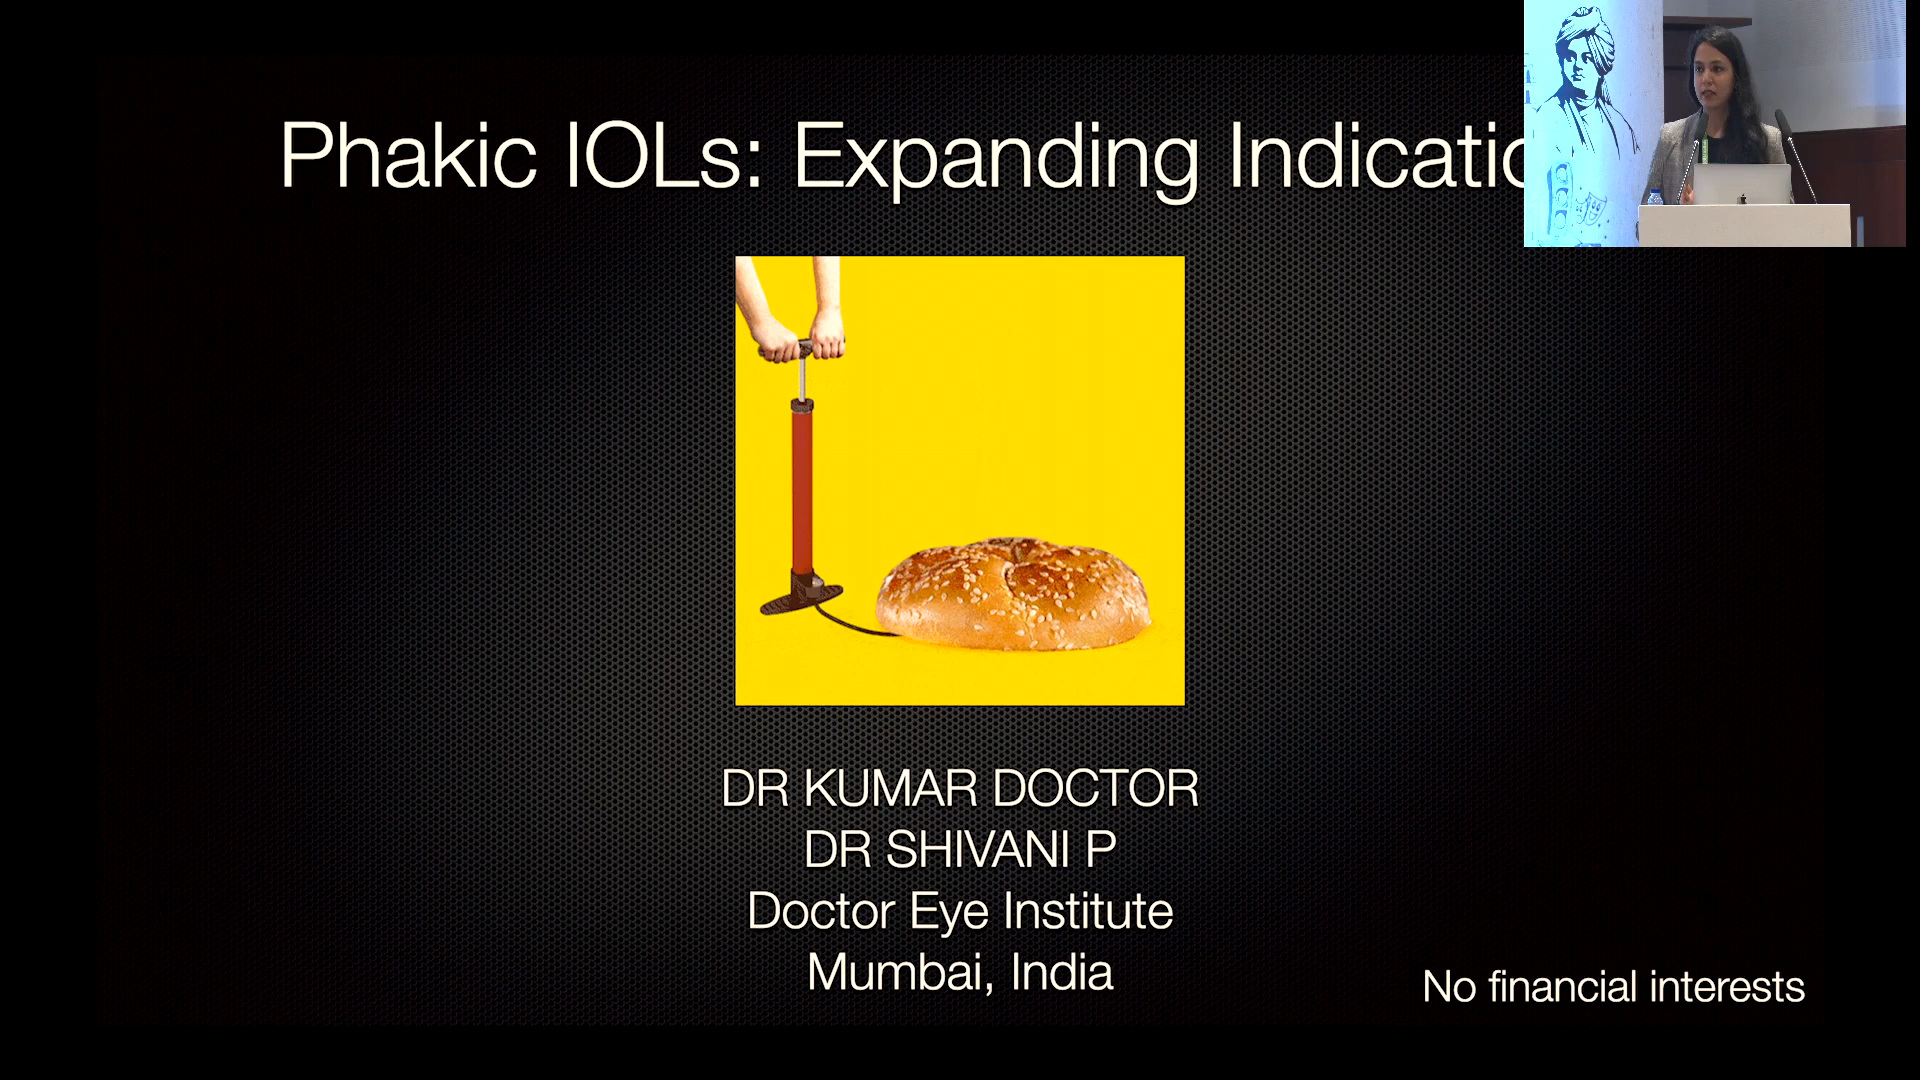 Phakic IOLs: Expanding Indicatio
DR KUMAR DOCTOR
DR SHIVANI P
Doctor Eye Institute
Mumbai, India
No financial interests